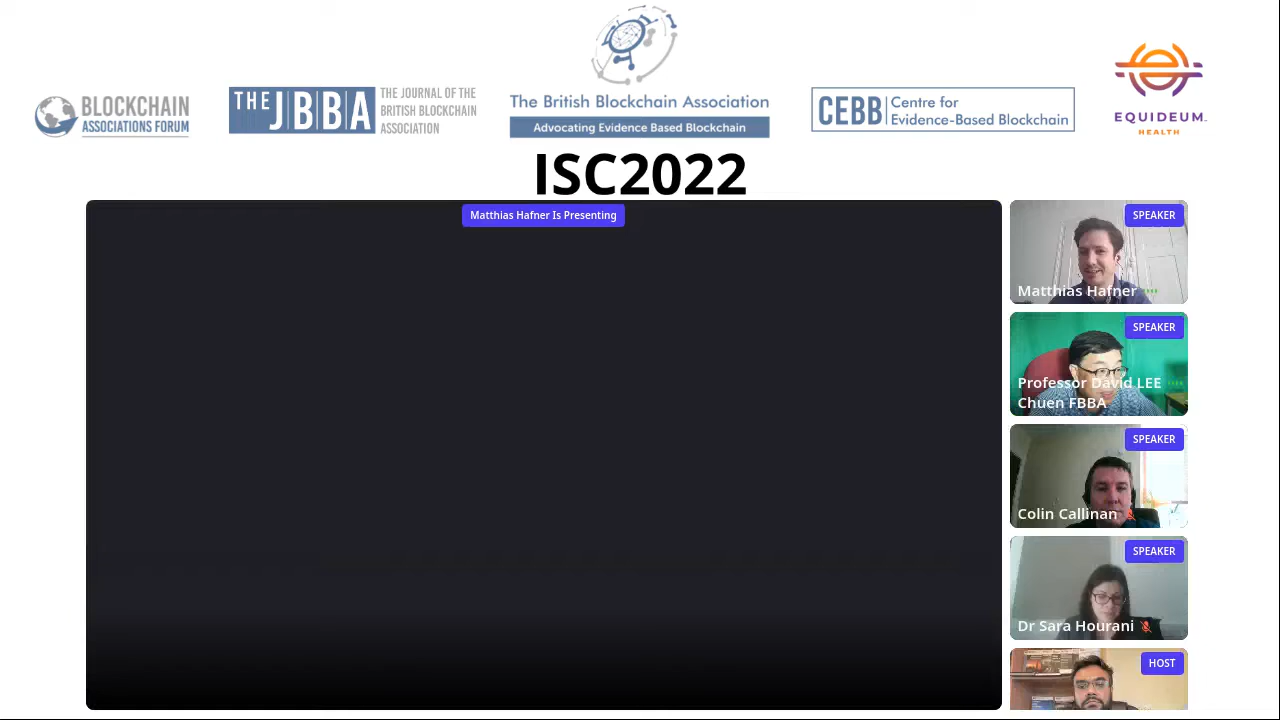 BLOCKCHAIN
ASSOCIATIONS FORUM
THE JBBA
THE JOURNAL OF THE
BRITISH BLOCKCHAIN
ASSOCIATION
The British Blockchain Association
Advocating Evidence Based Blockchain
CEBB
Centre for
Evidence-Based Blockchain
EQUIDEUM
HEALTH
ISC2022
Matthias Hafner Is Presenting
SPEAKER
Matthias Hafner
SPEAKER
Professor David LEE
Chuen FBBA
SPEAKER
Colin Callinan
SPEAKER
Dr Sara Hourani
HOST